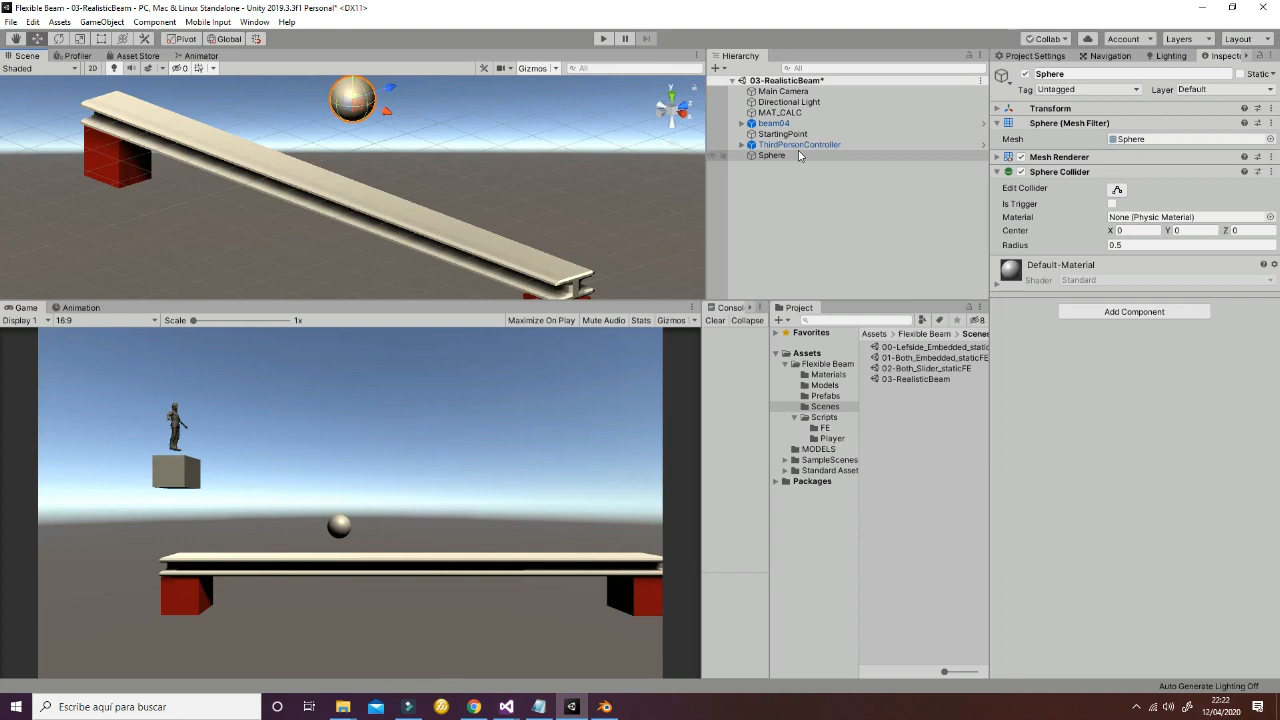 Flexible Beam - 03-RealisticBeam - PC, Mac & Linux Standalone - Unity 2019.3.3f1 Personal* <DX11>
File Edit Assets GameObject Component Mobile Input Window Help
Pivot Global Collab Account Layers Layout
Scene Profiler Asset Store Animator
Shaded 2D 0 Gizmos All
y x z
Hierarchy
All
03-RealisticBeam*
Main Camera
Directional Light
MAT_CALC
beam04
StartingPoint
ThirdPersonController
Sphere
Project Settings Navigation Lighting Inspect
Sphere Static
Tag Untagged Layer Default
Transform
Sphere (Mesh Filter)
Mesh Sphere
Mesh Renderer
Sphere Collider
Edit Collider
Is Trigger
Material None (Physic Material)
Center X 0 Y 0 Z 0
Radius 0.5
Default-Material
Shader Standard
Add Component
Game Animation
Display 1 16:9 Scale 1x Maximize On Play Mute Audio Stats Gizmos
Consol
Clear Collapse
Project
8
Favorites
Assets
Flexible Beam
Materials
Models
Prefabs
Scenes
Scripts
FE
Player
MODELS
SampleScenes
Standard Asset
Packages
Assets Flexible Beam Scenes
00-Lefside_Embedded_static
01-Both_Embedded_staticFE
02-Both_Slider_staticFE
03-RealisticBeam
Auto Generate Lighting Off
Escribe aquí para buscar
22:22
12/04/2020